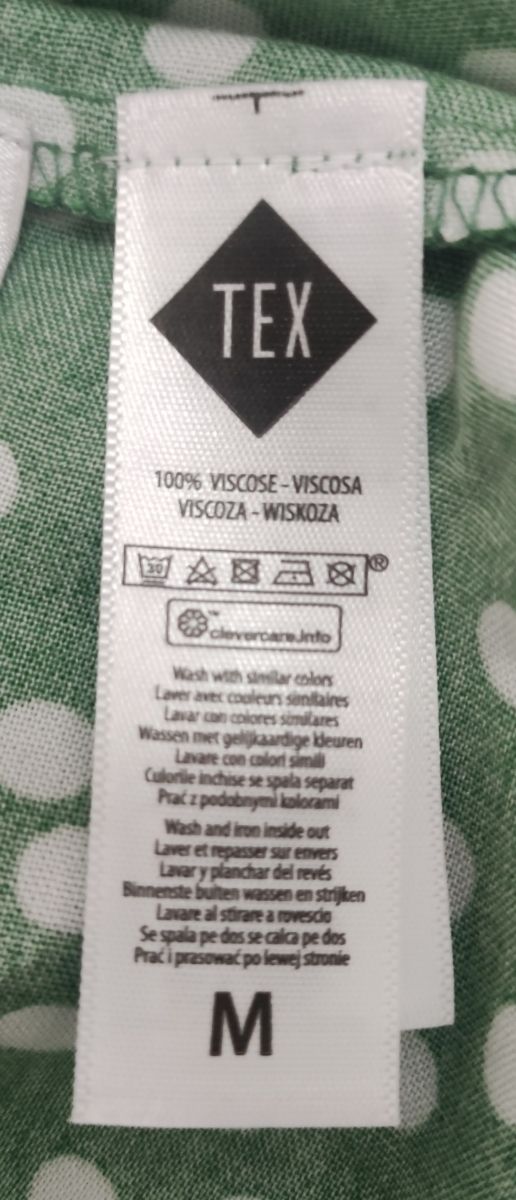 TEX
100% VISCOSE - VISCOSA
VISCOZA - WISKOZA
30 ®
™ clevercare.info
Wash with similar colors
Laver avec couleurs similaires
Lavar con colores similares
Wassen met gelijkaardige kleuren
Lavare con colori simili
Culorile inchise se spala separat
Prać z podobnymi kolorami
Wash and iron inside out
Laver et repasser sur envers
Lavar y planchar del revés
Binnenste buiten wassen en strijken
Lavare al stirare a rovescio
Se spala pe dos se calca pe dos
Prać i prasować po lewej stronie
M